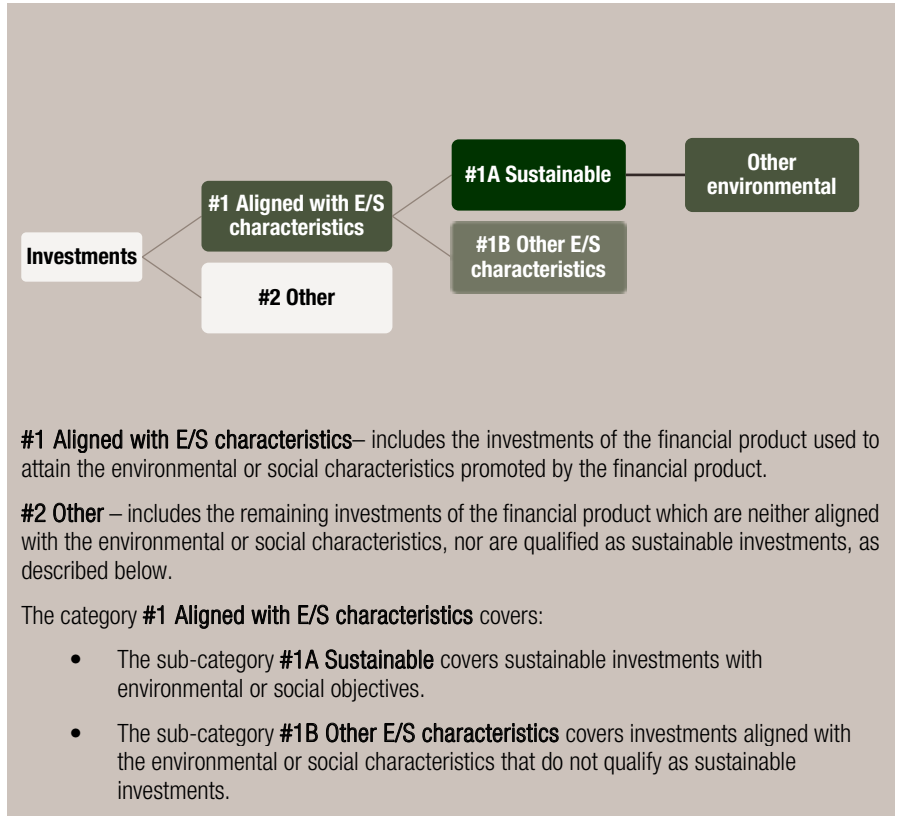 Investments
#1 Aligned with E/S
characteristics
#2 Other
#1A Sustainable
#1B Other E/S
characteristics
Other
environmental
#1 Aligned with E/S characteristics– includes the investments of the financial product used to
attain the environmental or social characteristics promoted by the financial product.
#2 Other – includes the remaining investments of the financial product which are neither aligned
with the environmental or social characteristics, nor are qualified as sustainable investments, as
described below.
The category #1 Aligned with E/S characteristics covers:
• The sub-category #1A Sustainable covers sustainable investments with
environmental or social objectives.
• The sub-category #1B Other E/S characteristics covers investments aligned with
the environmental or social characteristics that do not qualify as sustainable
investments.